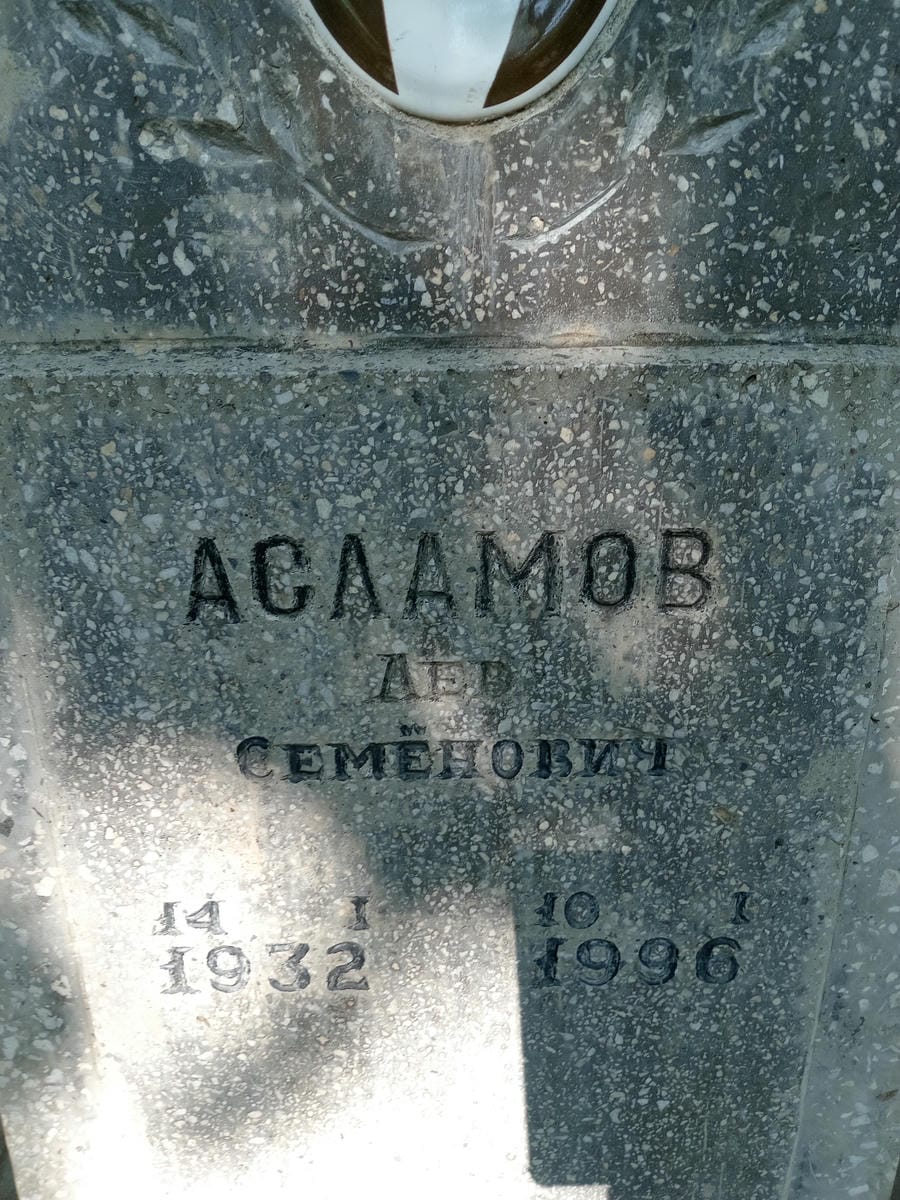 АСЛАМОВ
Лев
Семёнович
14 I 10 I
1932 1996